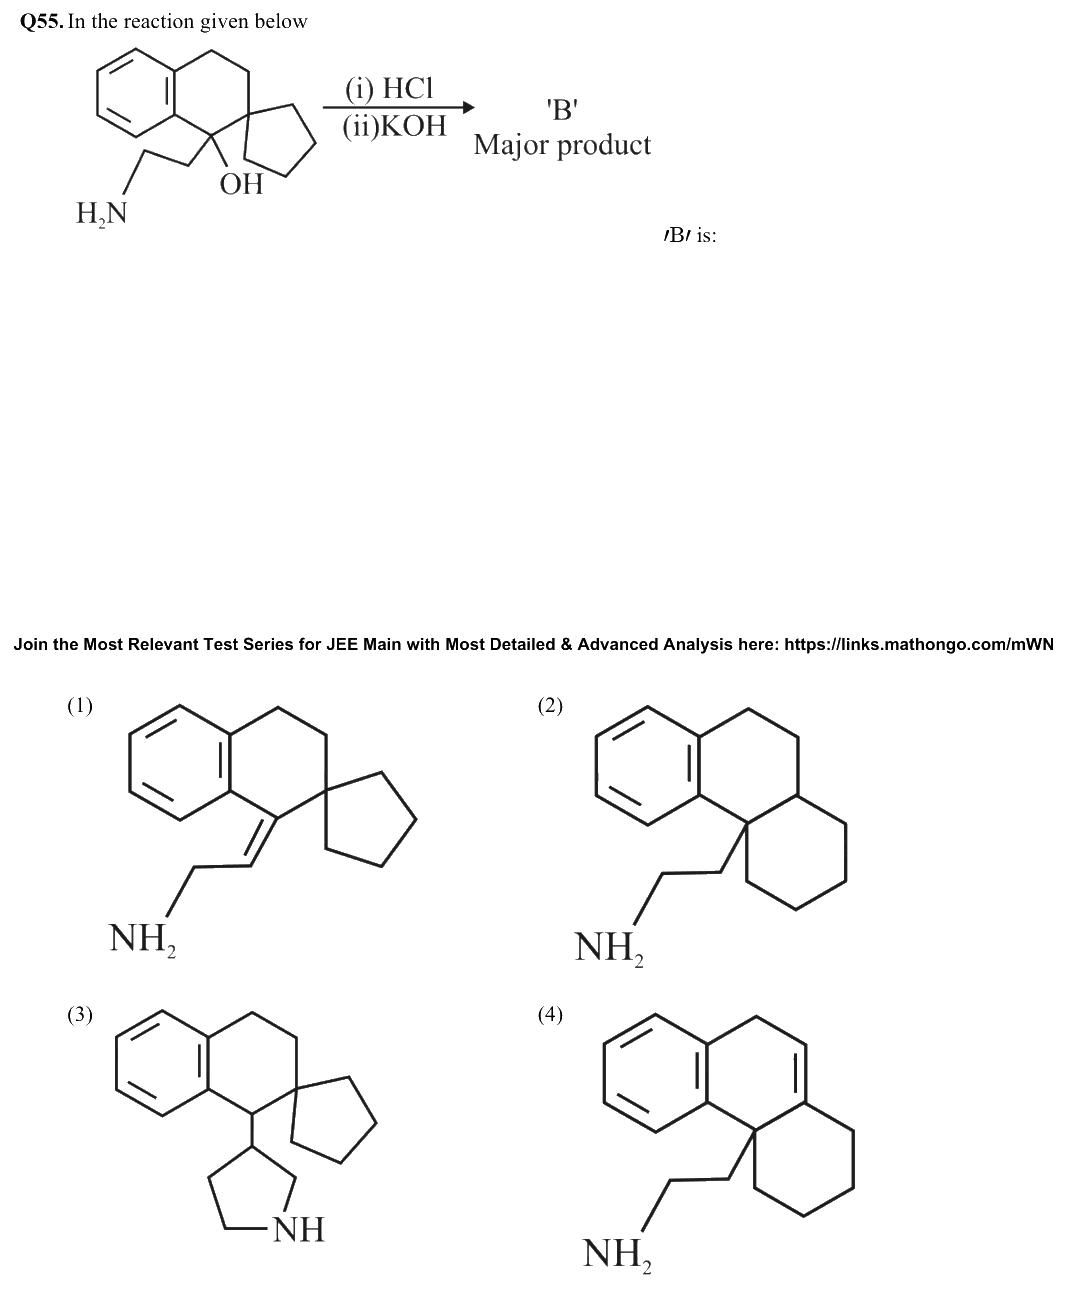 Q55. In the reaction given below
(i) HCl
(ii)KOH
'B'
Major product
OH
H₂N
'B' is:
Join the Most Relevant Test Series for JEE Main with Most Detailed & Advanced Analysis here: https://links.mathongo.com/mWN
(1)
NH₂
(2)
NH₂
(3)
NH
(4)
NH₂